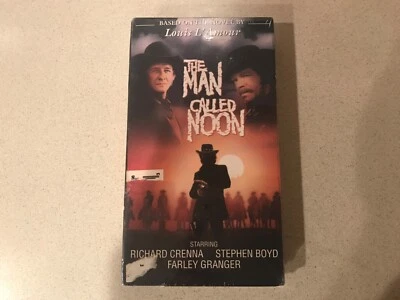 BASED ON THE NOVEL BY
Louis L'Amour
THE
MAN
CALLED
NOON
STARRING
RICHARD CRENNA STEPHEN BOYD
FARLEY GRANGER